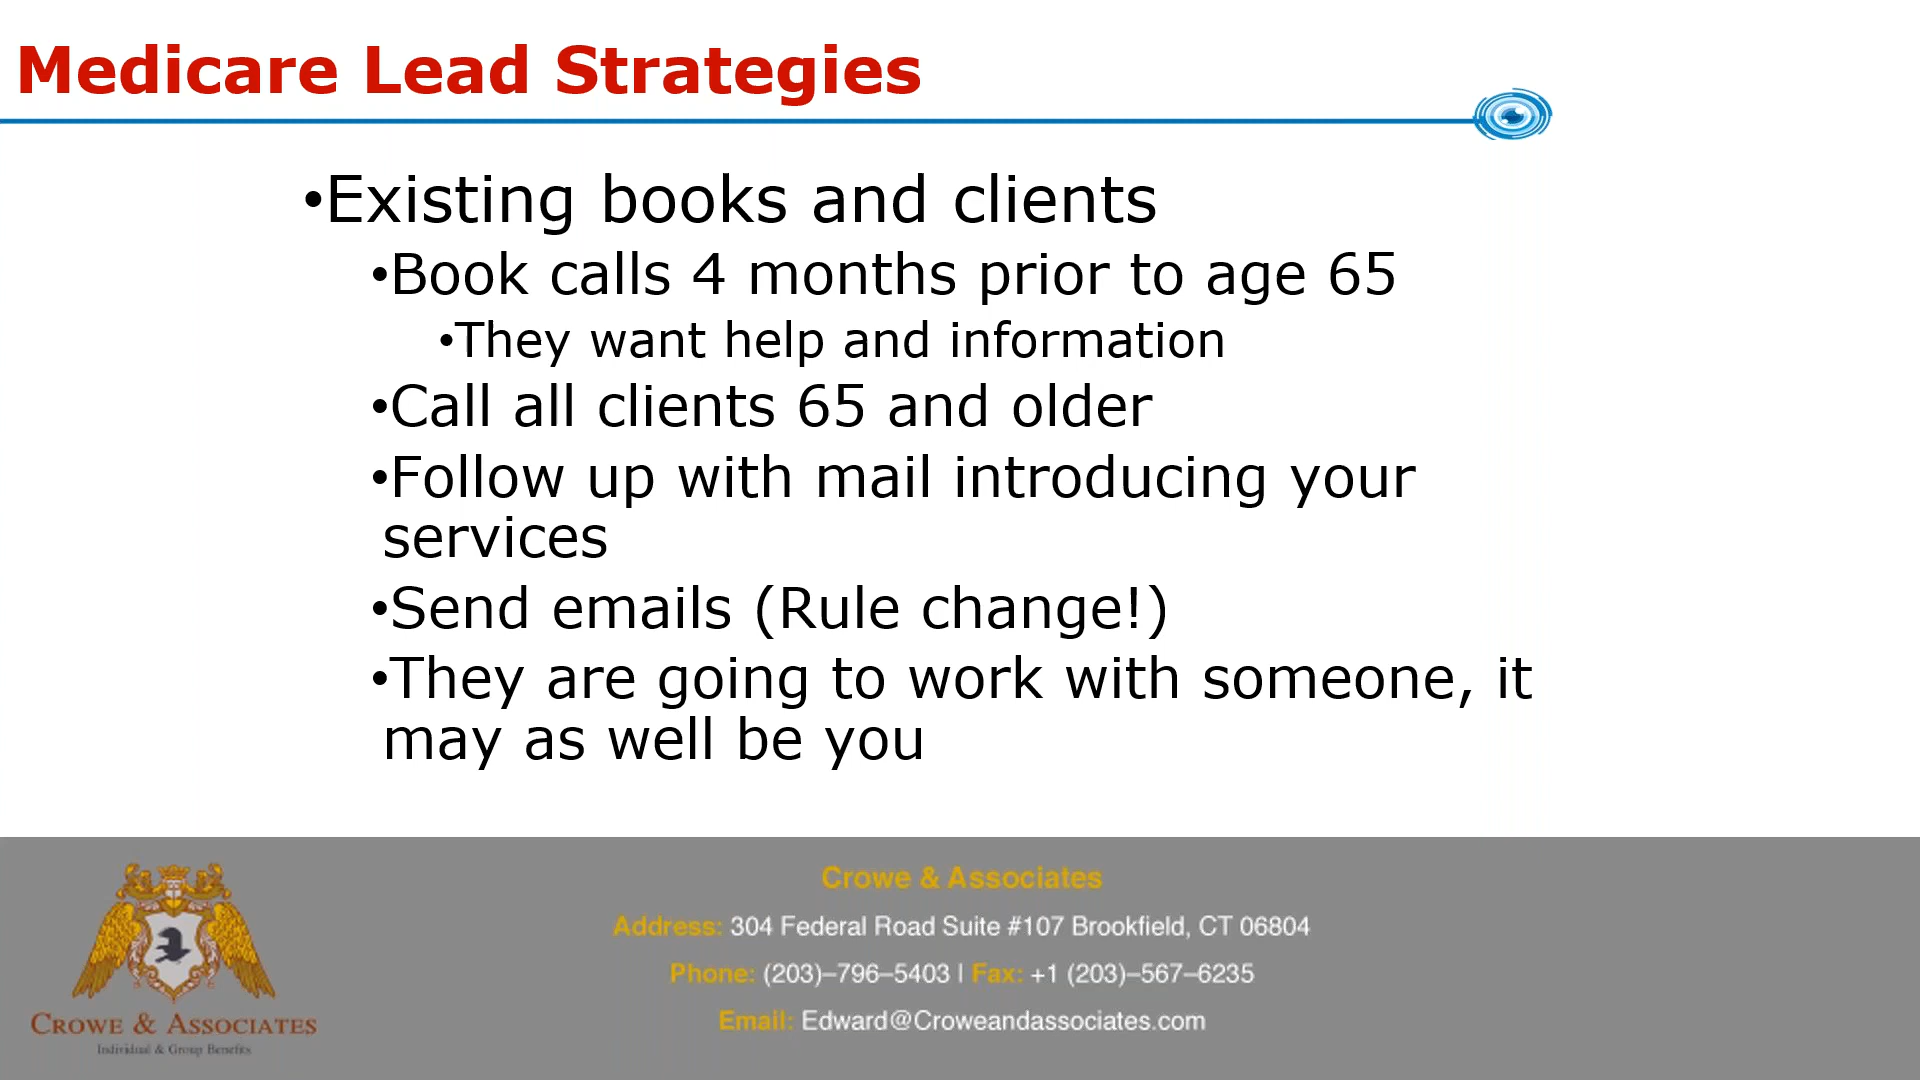 Medicare Lead Strategies
•Existing books and clients
•Book calls 4 months prior to age 65
•They want help and information
•Call all clients 65 and older
•Follow up with mail introducing your
services
•Send emails (Rule change!)
•They are going to work with someone, it
may as well be you
Crowe & Associates
Address: 304 Federal Road Suite #107 Brookfield, CT 06804
Phone: (203)–796–5403 | Fax: +1 (203)–567–6235
Email: Edward@Croweandassociates.com
CROWE & ASSOCIATES
Individual & Group Benefits